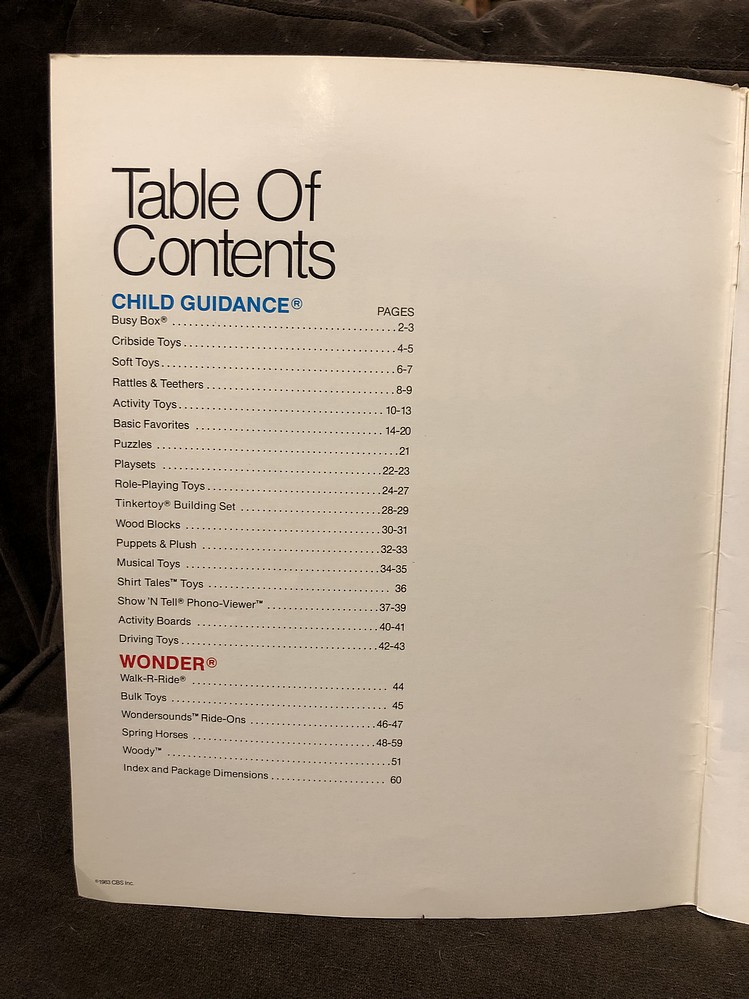 Table Of
Contents
CHILD GUIDANCE®
PAGES
Busy Box® 2-3
Cribside Toys 4-5
Soft Toys 6-7
Rattles & Teethers 8-9
Activity Toys 10-13
Basic Favorites 14-20
Puzzles 21
Playsets 22-23
Role-Playing Toys 24-27
Tinkertoy® Building Set 28-29
Wood Blocks 30-31
Puppets & Plush 32-33
Musical Toys 34-35
Shirt Tales™ Toys 36
Show 'N Tell® Phono-Viewer™ 37-39
Activity Boards 40-41
Driving Toys 42-43
WONDER®
Walk-R-Ride® 44
Bulk Toys 45
Wondersounds™ Ride-Ons 46-47
Spring Horses 48-59
Woody™ 51
Index and Package Dimensions 60
©1983 CBS Inc.